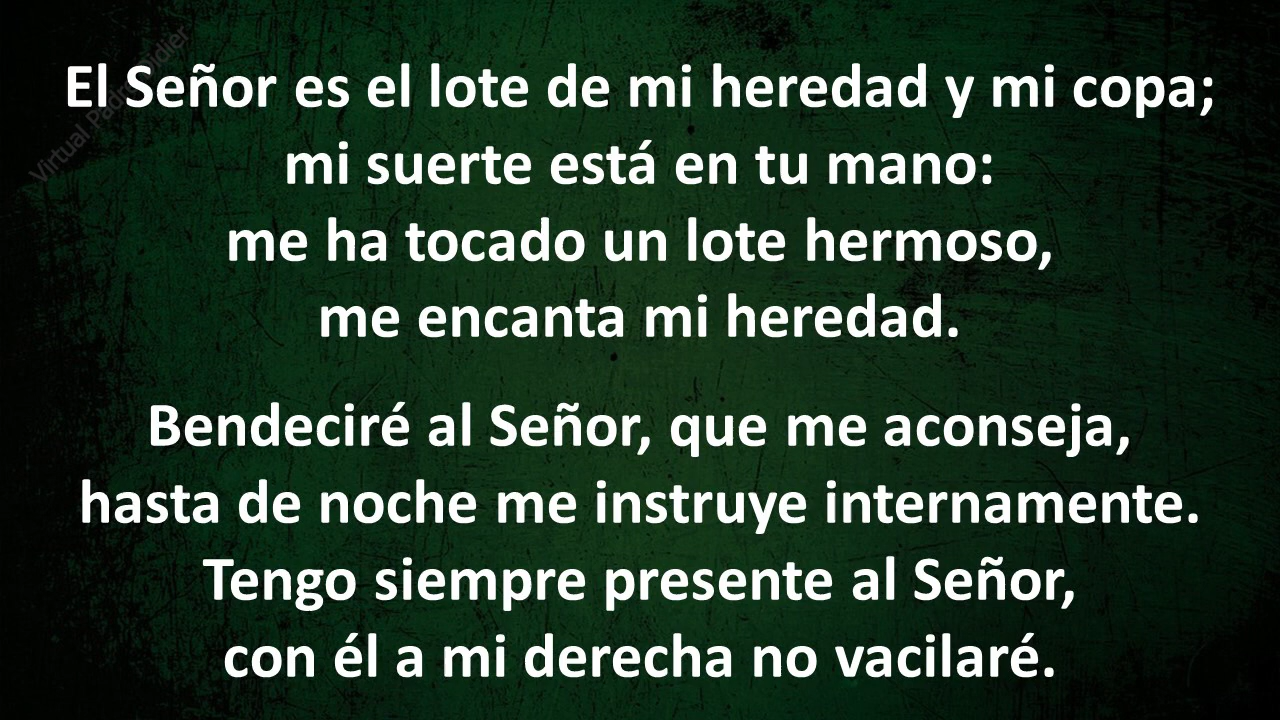 El Señor es el lote de mi heredad y mi copa;
mi suerte está en tu mano:
me ha tocado un lote hermoso,
me encanta mi heredad.
Bendeciré al Señor, que me aconseja,
hasta de noche me instruye internamente.
Tengo siempre presente al Señor,
con él a mi derecha no vacilaré.
Virtual